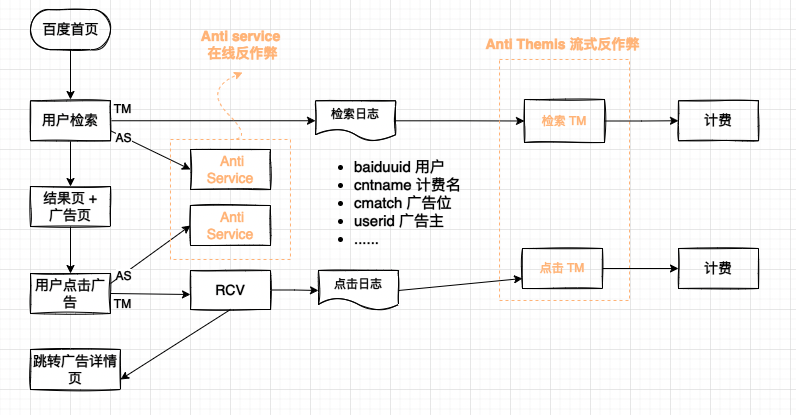 百度首页
Anti service
在线反作弊
Anti Themis 流式反作弊
TM
用户检索
检索日志
检索 TM
计费
AS
Anti
Service
baiduuid 用户
cntname 计费名
cmatch 广告位
userid 广告主
......
结果页 +
广告页
Anti
Service
AS
用户点击广
告
TM
RCV
点击日志
点击 TM
计费
跳转广告详情
页